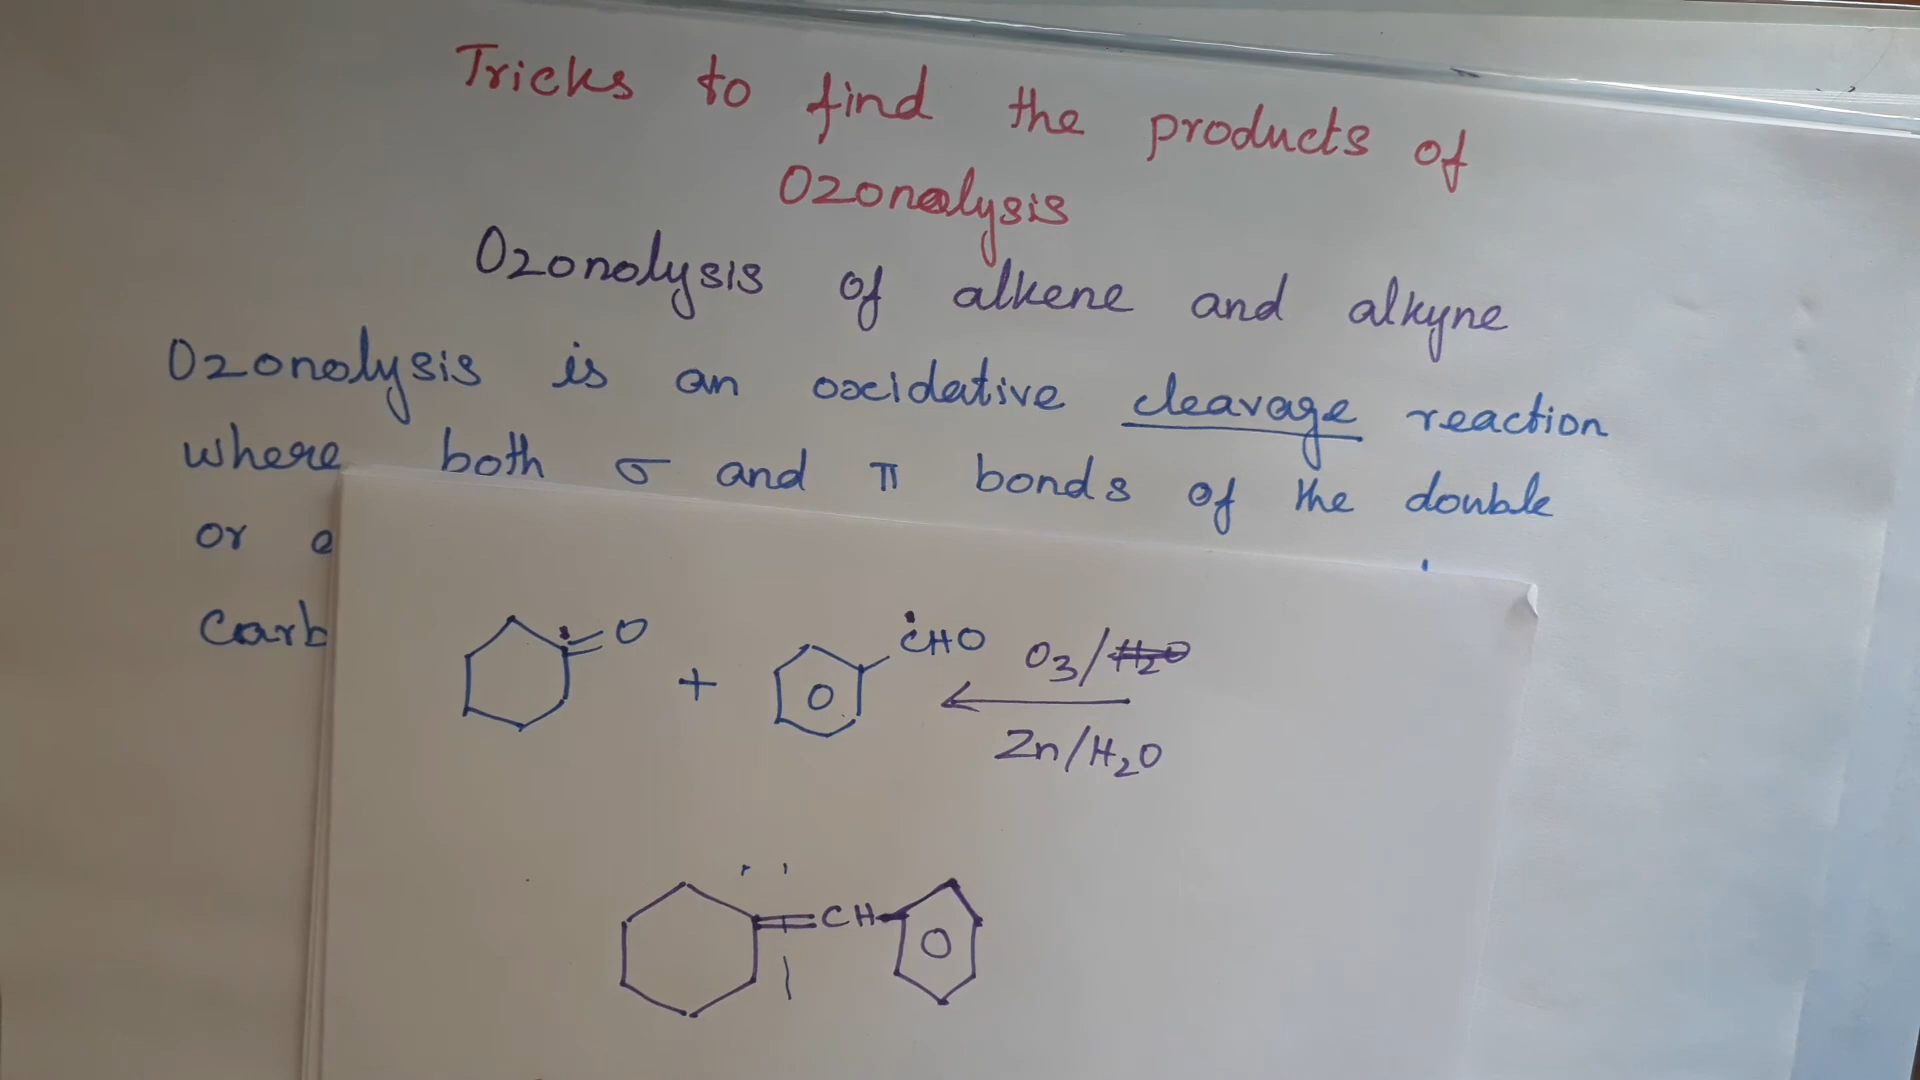 Tricks to find the products of
Ozonolysis
Ozonolysis of alkene and alkyne
Ozonolysis is an oxidative cleavage reaction
where both σ and π bonds of the double
or
Carb
O + CHO O3/H2O
Zn/H2O
CH